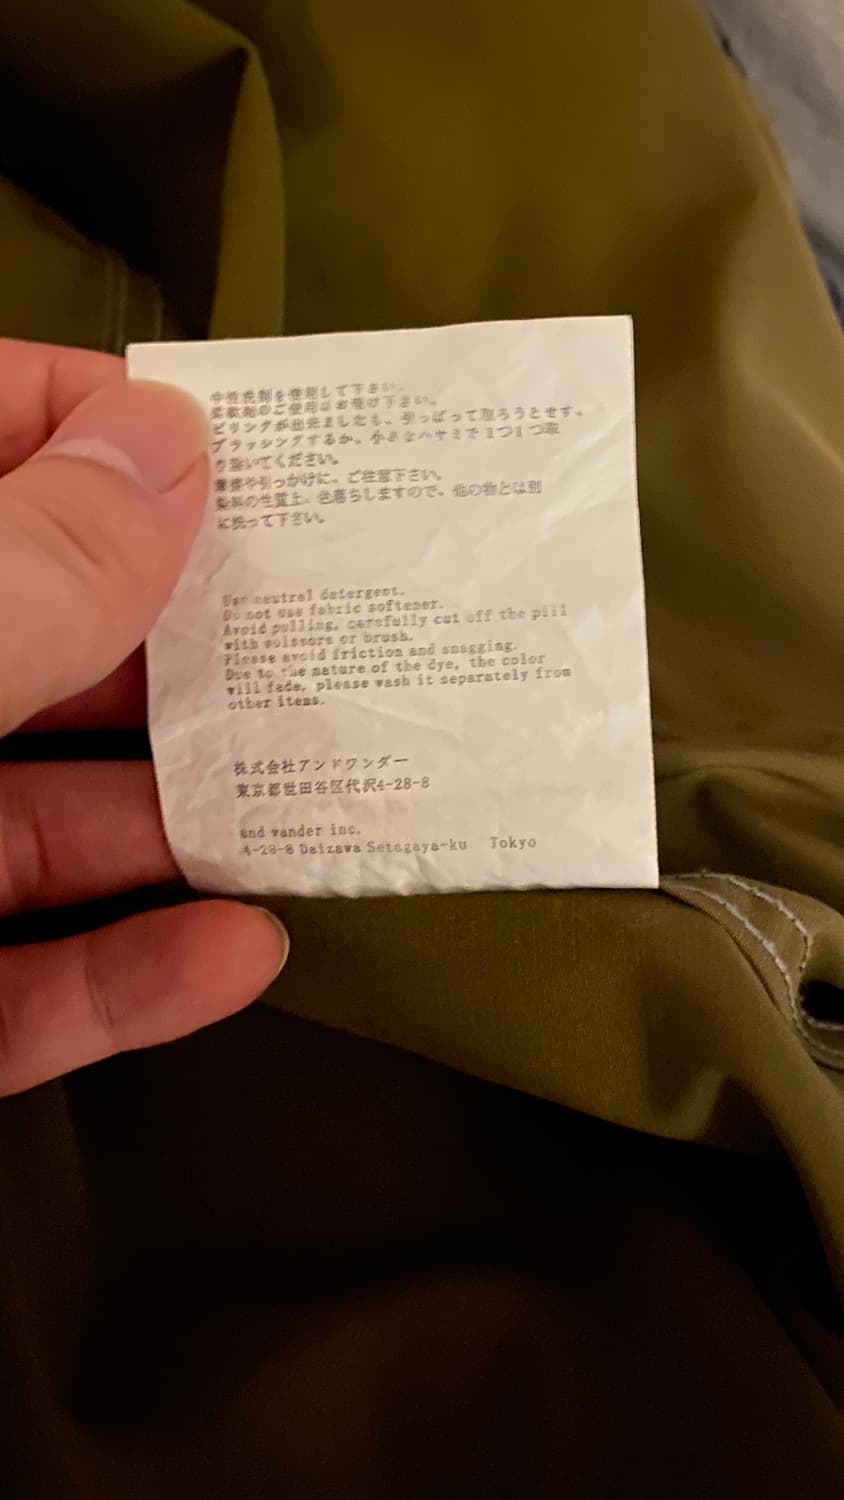 中性洗剤を使用して下さい。
柔軟剤のご使用はお避け下さい。
ピリングが出来ましたも、引っぱって取ろうとせず、
ブラッシングするか、小さなハサミで1つ1つ取
り除いてください。
摩擦や引っかけに、ご注意下さい。
染料の性質上、色落ちしますので、他の物とは別
に洗って下さい。
Use neutral detergent.
Do not use fabric softener.
Avoid pulling, carefully cut off the pill
with scissors or brush.
Please avoid friction and snagging.
Due to the nature of the dye, the color
will fade, please wash it separately from
other items.
株式会社アンドワンダー
東京都世田谷区代沢4-28-8
and wander inc.
4-28-8 Daizawa Setagaya-ku Tokyo